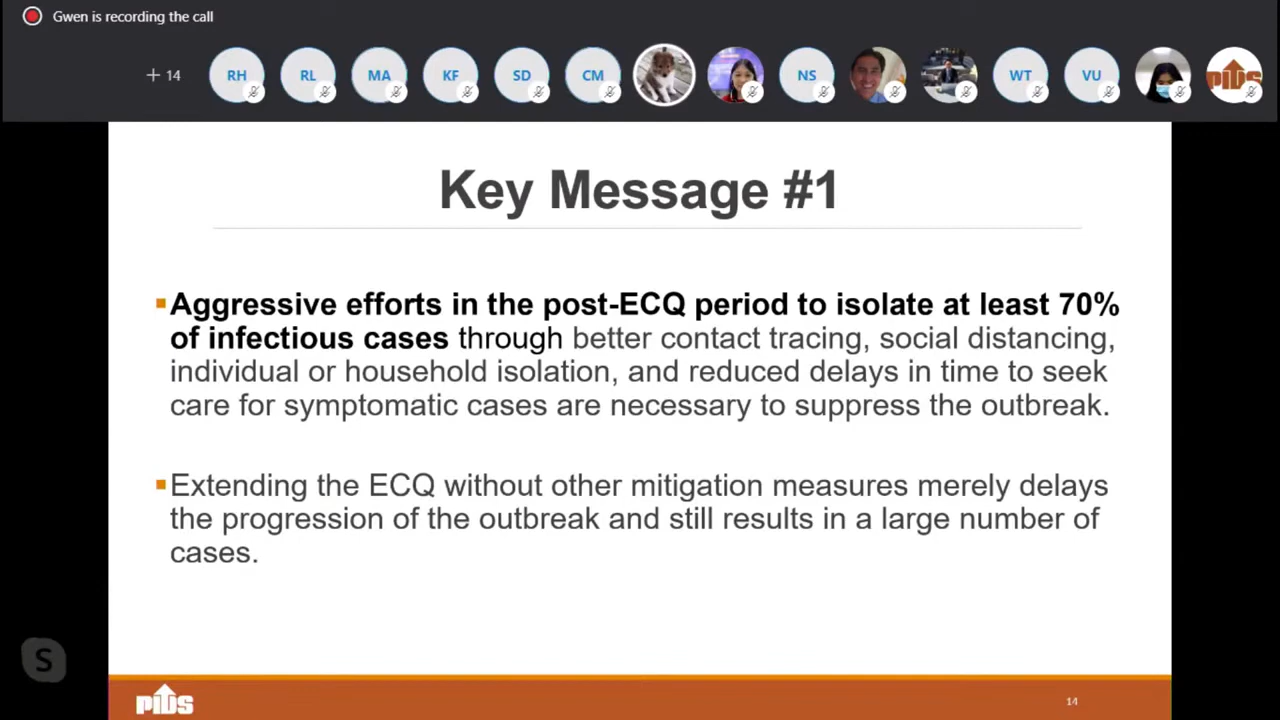 Gwen is recording the call
+ 14 RH RL MA KF SD CM NS WT VU PIDS
Key Message #1
▪Aggressive efforts in the post-ECQ period to isolate at least 70%
of infectious cases through better contact tracing, social distancing,
individual or household isolation, and reduced delays in time to seek
care for symptomatic cases are necessary to suppress the outbreak.
▪Extending the ECQ without other mitigation measures merely delays
the progression of the outbreak and still results in a large number of
cases.
S
PIDS
14